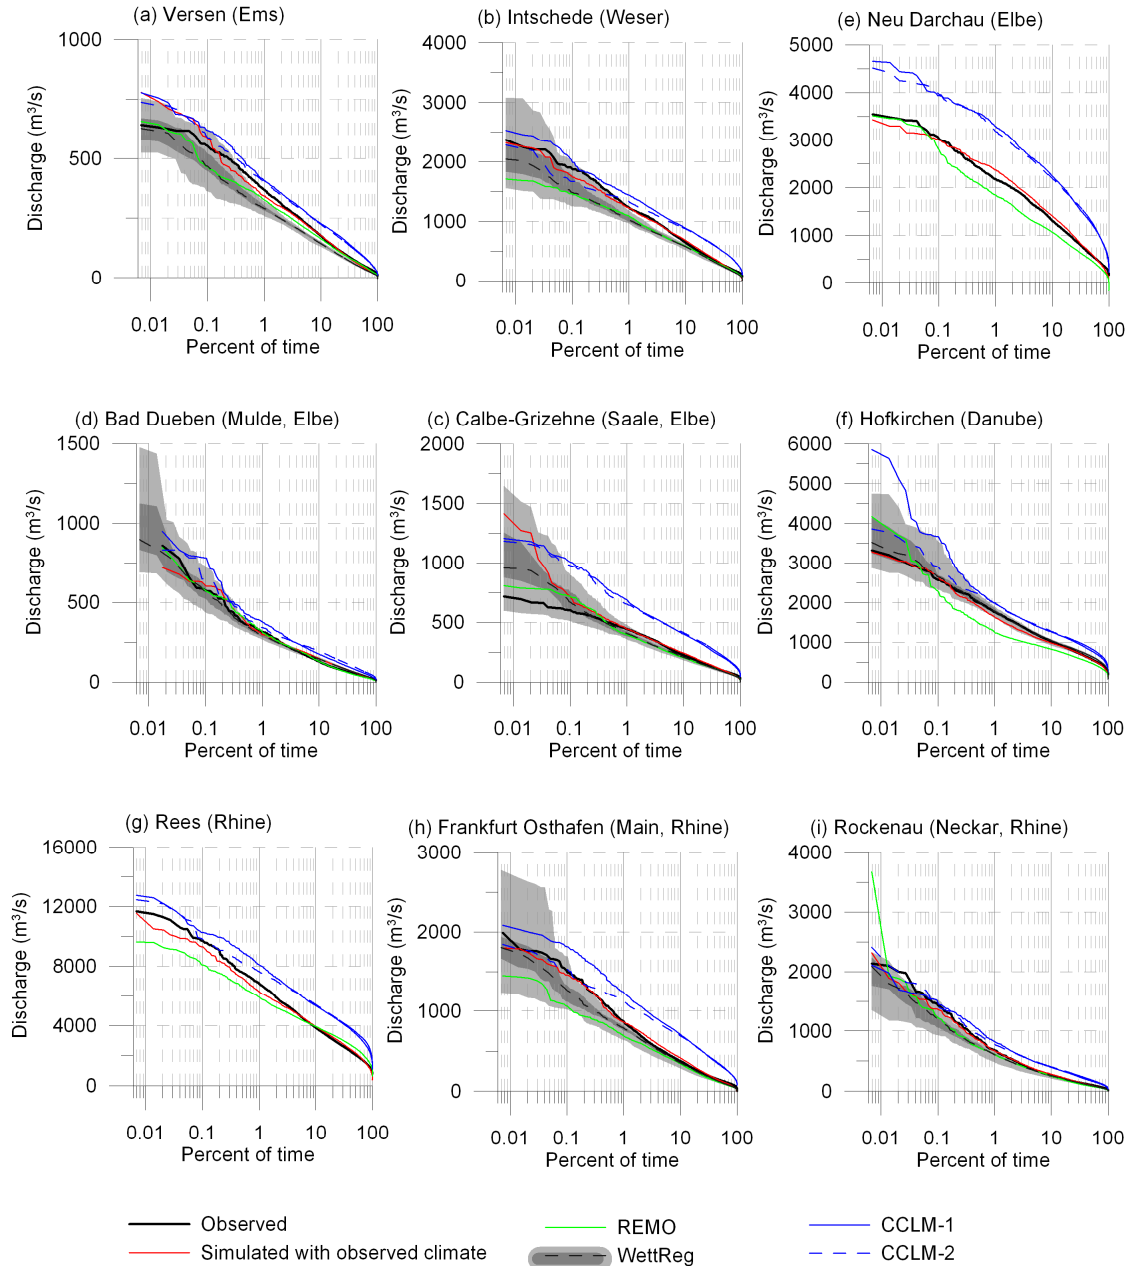 (a) Versen (Ems)
1000
500
0
Discharge (m³/s)
0.01 0.1 1 10 100
Percent of time
(b) Intschede (Weser)
4000
3000
2000
1000
0
Discharge (m³/s)
0.01 0.1 1 10 100
Percent of time
(e) Neu Darchau (Elbe)
5000
4000
3000
2000
1000
0
Discharge (m³/s)
0.01 0.1 1 10 100
Percent of time
(d) Bad Dueben (Mulde, Elbe)
1500
1000
500
0
Discharge (m³/s)
0.01 0.1 1 10 100
Percent of time
(c) Calbe-Grizehne (Saale, Elbe)
2000
1500
1000
500
0
Discharge (m³/s)
0.01 0.1 1 10 100
Percent of time
(f) Hofkirchen (Danube)
6000
5000
4000
3000
2000
1000
0
Discharge (m³/s)
0.01 0.1 1 10 100
Percent of time
(g) Rees (Rhine)
16000
12000
8000
4000
0
Discharge (m³/s)
0.01 0.1 1 10 100
Percent of time
(h) Frankfurt Osthafen (Main, Rhine)
3000
2000
1000
0
Discharge (m³/s)
0.01 0.1 1 10 100
Percent of time
(i) Rockenau (Neckar, Rhine)
4000
3000
2000
1000
0
Discharge (m³/s)
0.01 0.1 1 10 100
Percent of time
Observed
Simulated with observed climate
REMO
WettReg
CCLM-1
CCLM-2